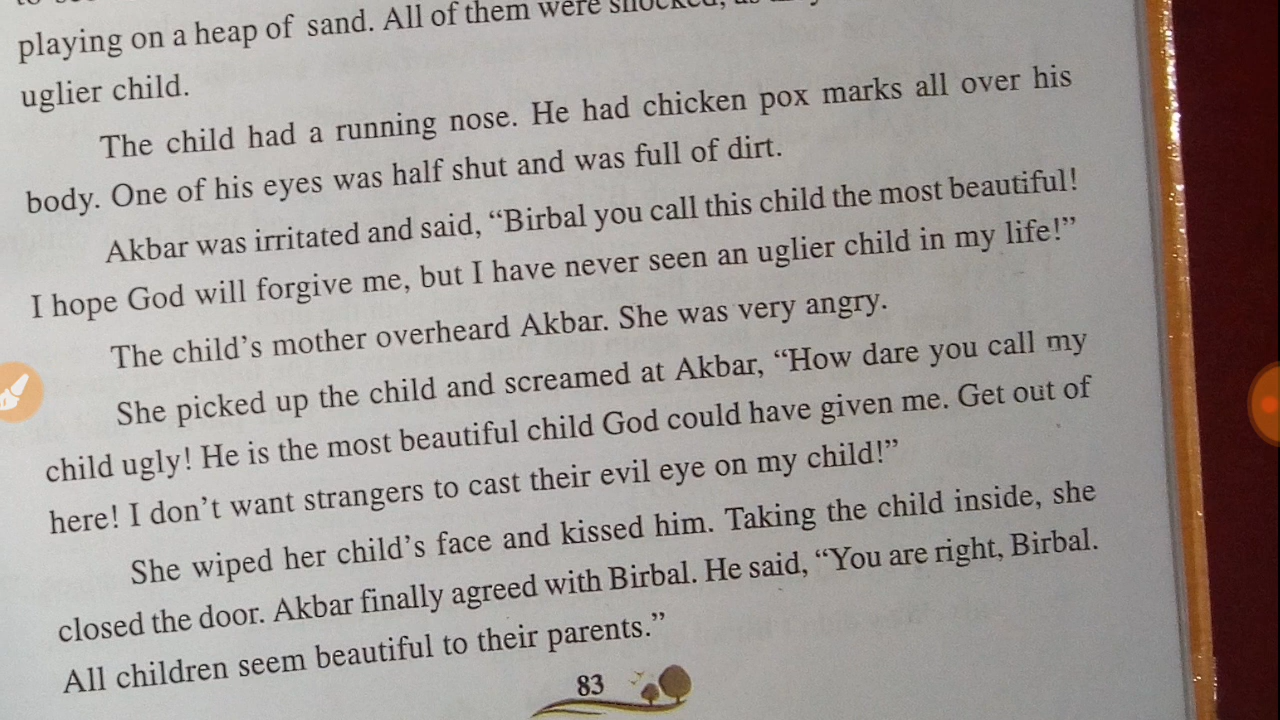 playing on a heap of sand. All of them were shocked,
uglier child.
The child had a running nose. He had chicken pox marks all over his
body. One of his eyes was half shut and was full of dirt.
Akbar was irritated and said, “Birbal you call this child the most beautiful!
I hope God will forgive me, but I have never seen an uglier child in my life!”
The child’s mother overheard Akbar. She was very angry.
She picked up the child and screamed at Akbar, “How dare you call my
child ugly! He is the most beautiful child God could have given me. Get out of
here! I don’t want strangers to cast their evil eye on my child!”
She wiped her child’s face and kissed him. Taking the child inside, she
closed the door. Akbar finally agreed with Birbal. He said, “You are right, Birbal.
All children seem beautiful to their parents.”
83